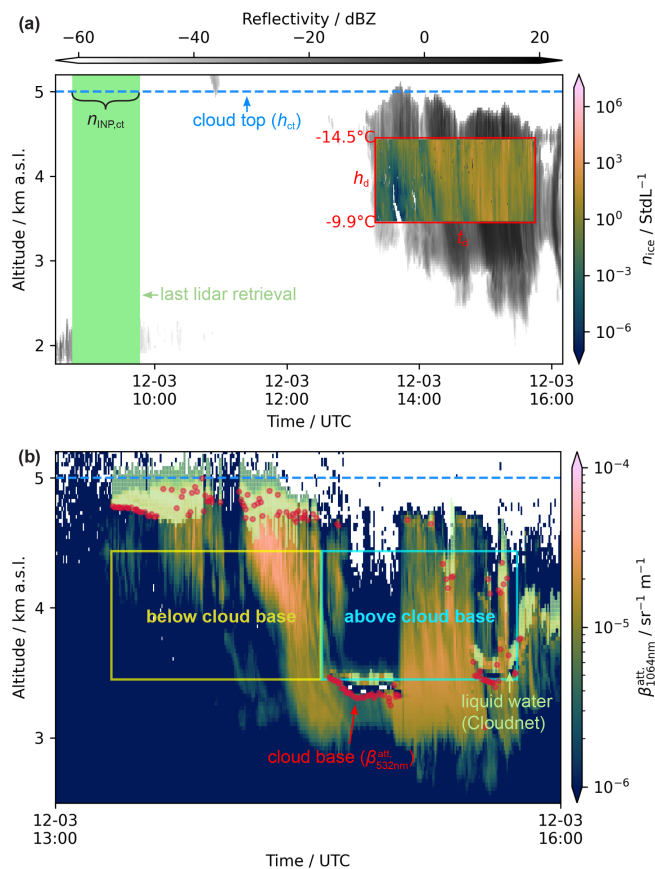 (a)
Reflectivity / dBZ
−60 −40 −20 0 20
5
4
3
2
Altitude / km a.s.l.
n_INP,ct
cloud top (h_ct)
-14.5°C
h_d
-9.9°C
last lidar retrieval
10^6
10^3
10^0
10^−3
10^−6
n_ice / StdL^−1
12-03 12-03 12-03 12-03
10:00 12:00 14:00 16:00
Time / UTC
(b)
5
4
3
Altitude / km a.s.l.
below cloud base
above cloud base
liquid water
(Cloudnet)
cloud base (β^att._532nm)
10^−4
10^−5
10^−6
β^att._1064nm / sr^−1 m^−1
12-03 12-03
13:00 16:00
Time / UTC